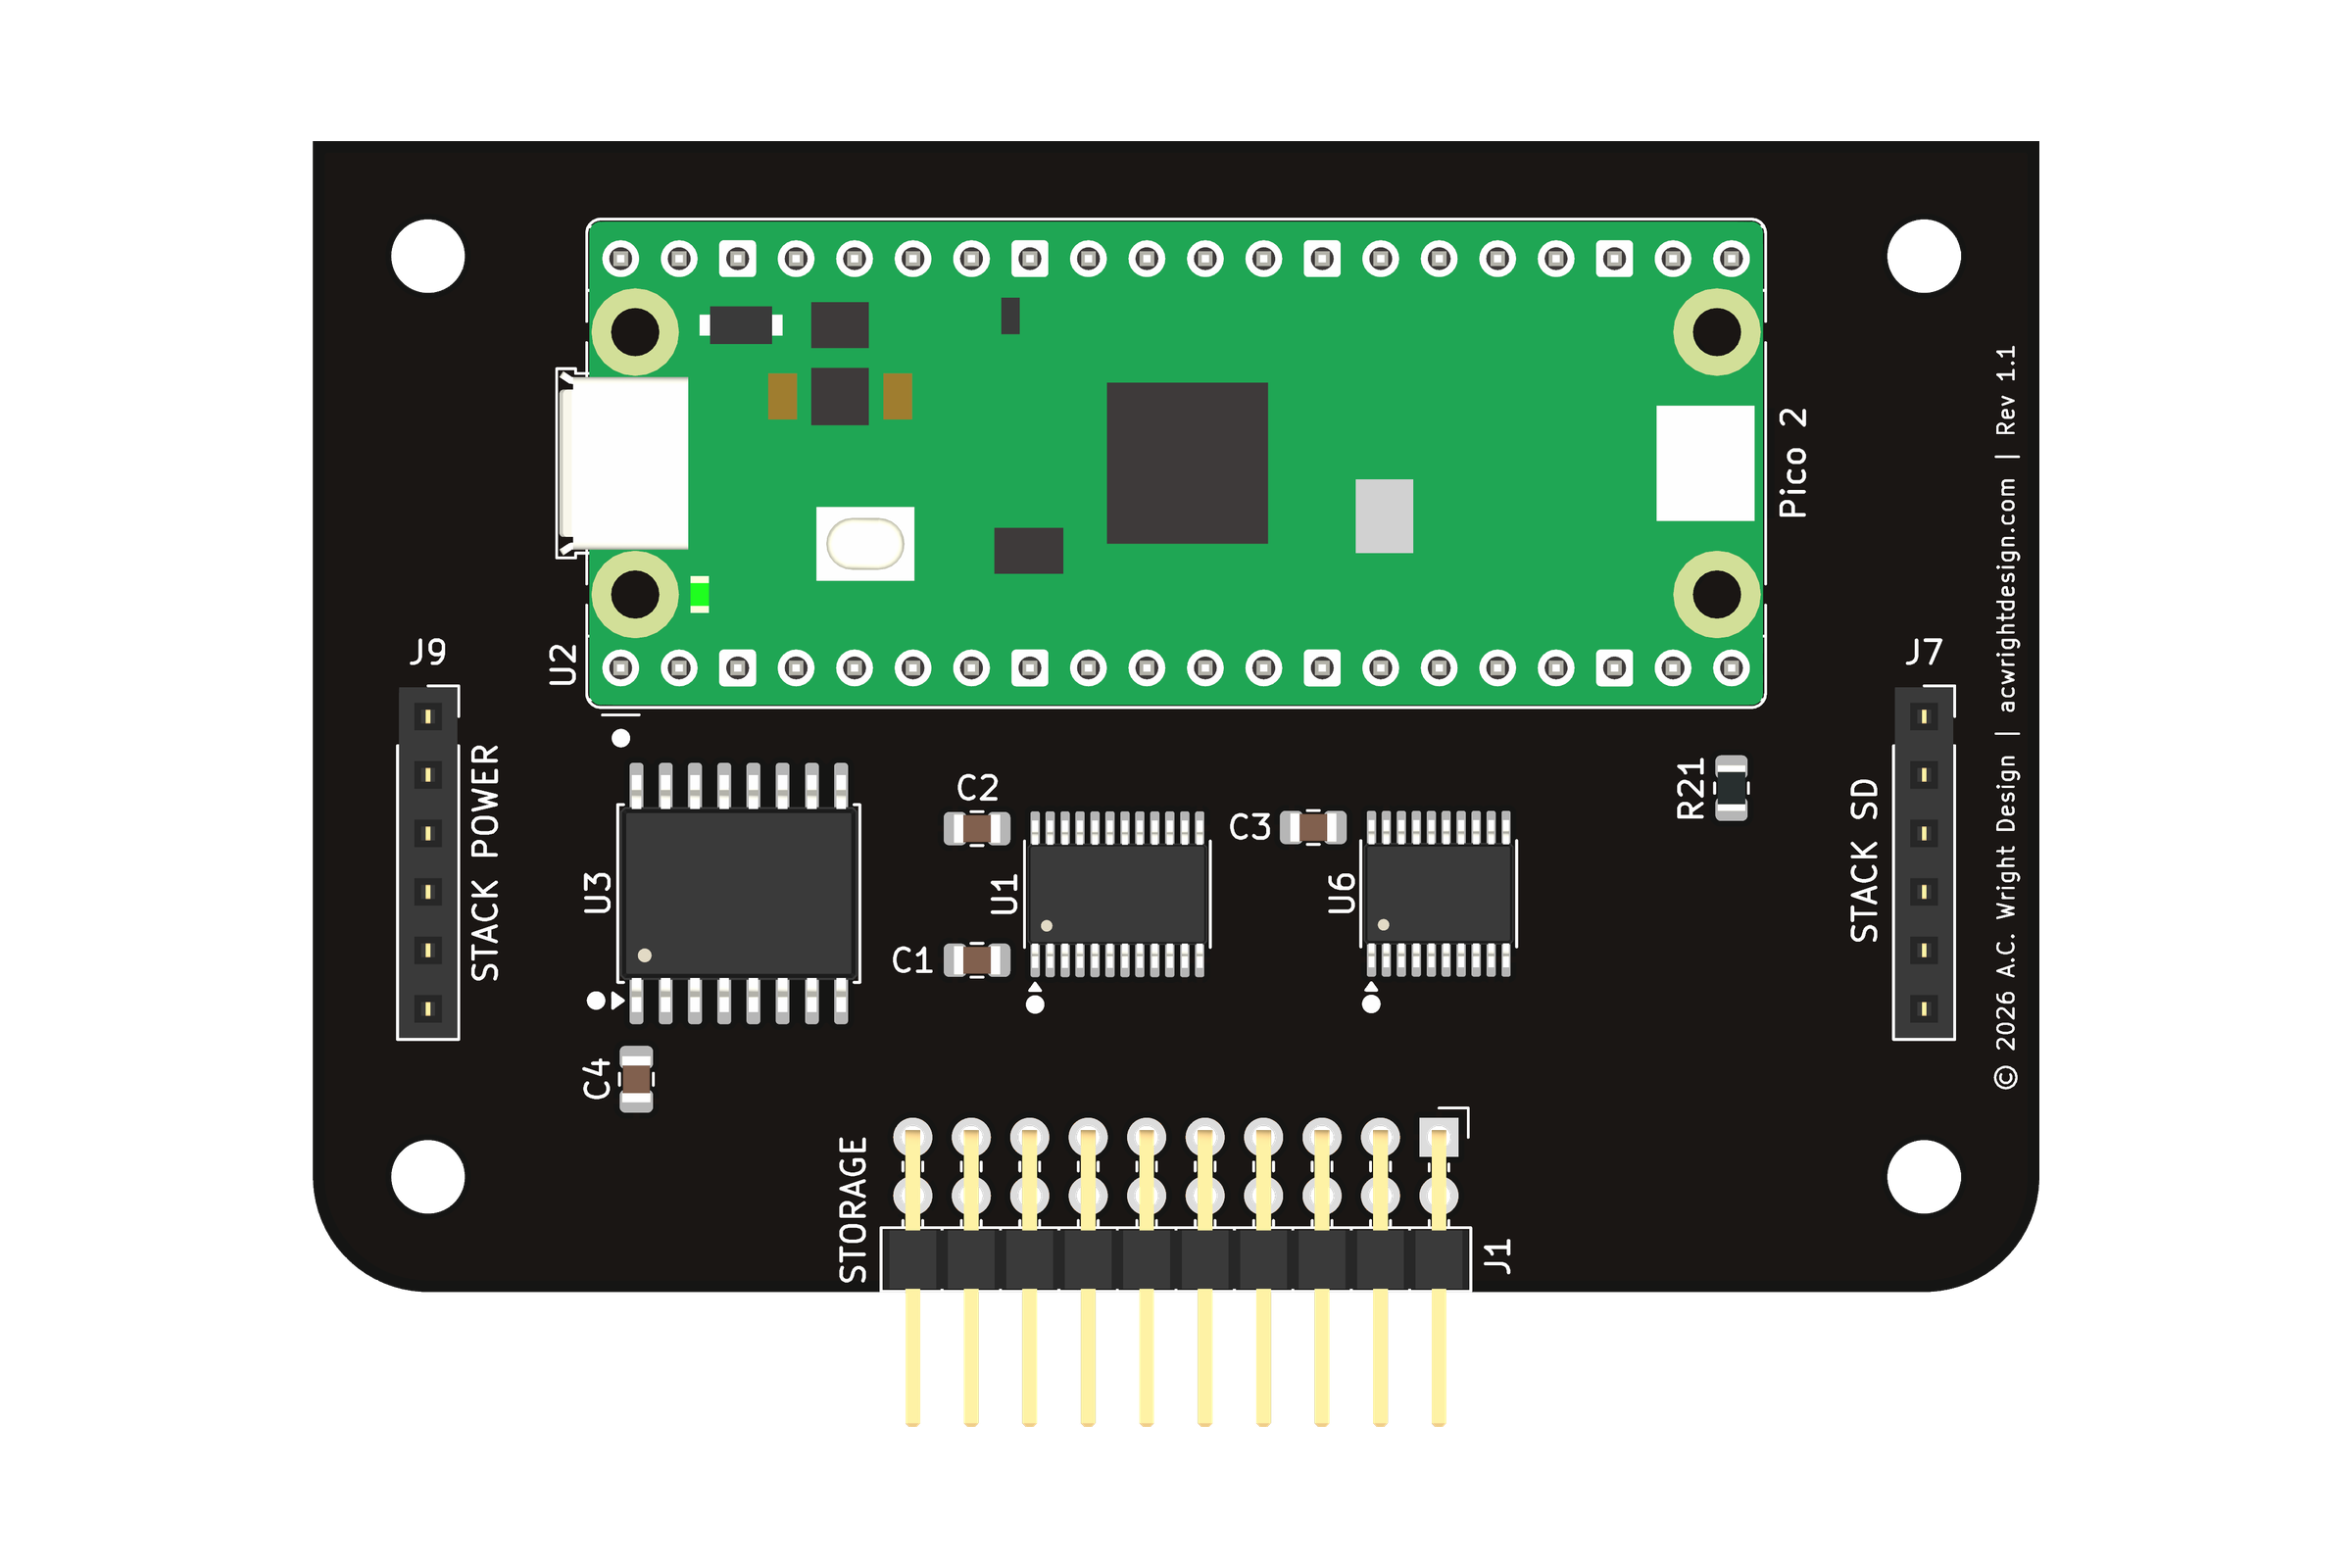 Pico 2
© 2026 A.C. Wright Design | acwrightdesign.com | Rev 1.1
J9
U2
J7
STACK POWER
C2
R21
STACK SD
U3
U1
C3
U6
C1
C4
STORAGE
J1